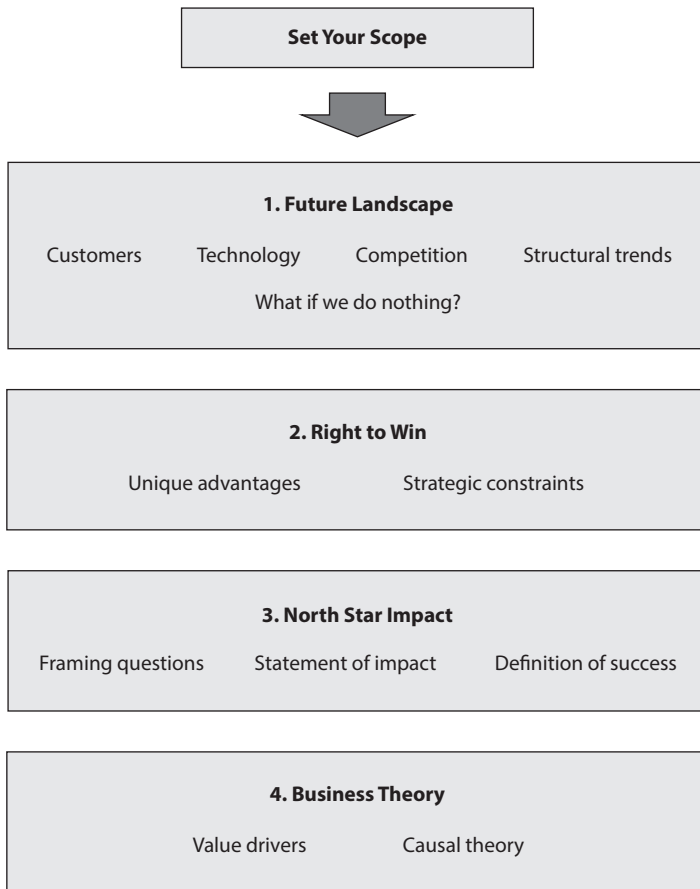 Set Your Scope
1. Future Landscape
Customers Technology Competition Structural trends
What if we do nothing?
2. Right to Win
Unique advantages Strategic constraints
3. North Star Impact
Framing questions Statement of impact Definition of success
4. Business Theory
Value drivers Causal theory